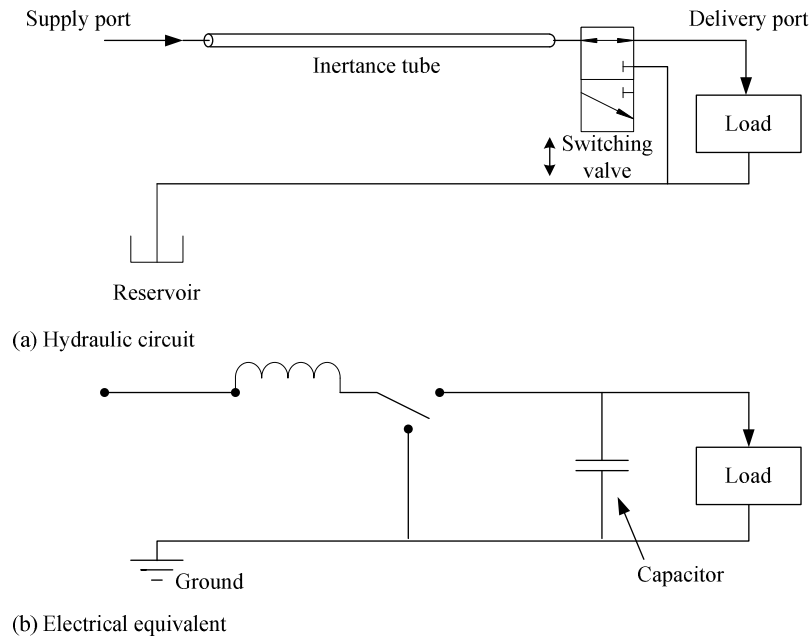 Supply port
Delivery port
Inertance tube
Load
Switching
valve
Reservoir
(a) Hydraulic circuit
Load
Ground
Capacitor
(b) Electrical equivalent